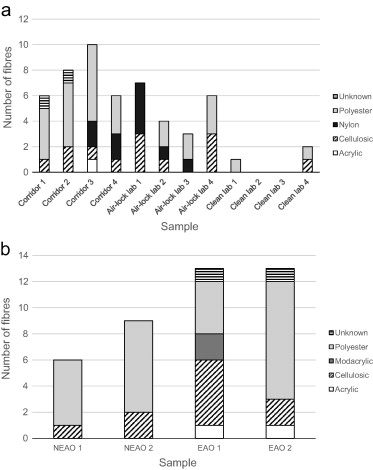 a
12
10
8
6
4
2
0
Number of fibres
Corridor 1
Corridor 2
Corridor 3
Corridor 4
Air-lock lab 1
Air-lock lab 2
Air-lock lab 3
Air-lock lab 4
Clean lab 1
Clean lab 2
Clean lab 3
Clean lab 4
Sample
Unknown
Polyester
Nylon
Cellulosic
Acrylic
b
14
12
10
8
6
4
2
0
Number of fibres
NEAO 1
NEAO 2
EAO 1
EAO 2
Sample
Unknown
Polyester
Modacrylic
Cellulosic
Acrylic